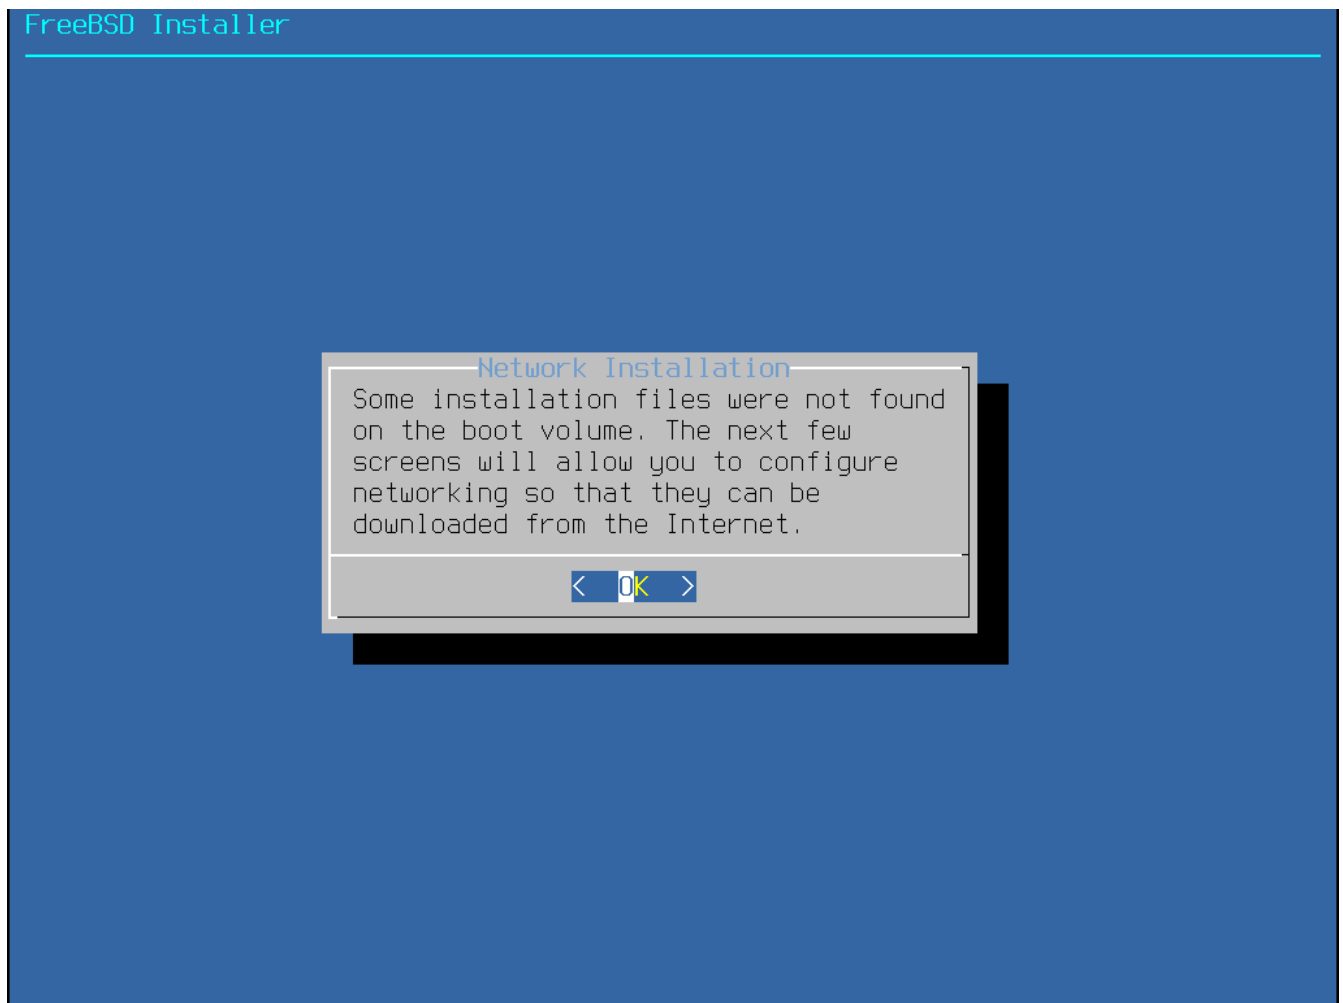 FreeBSD Installer
Network Installation
Some installation files were not found
on the boot volume. The next few
screens will allow you to configure
networking so that they can be
downloaded from the Internet.
< OK >